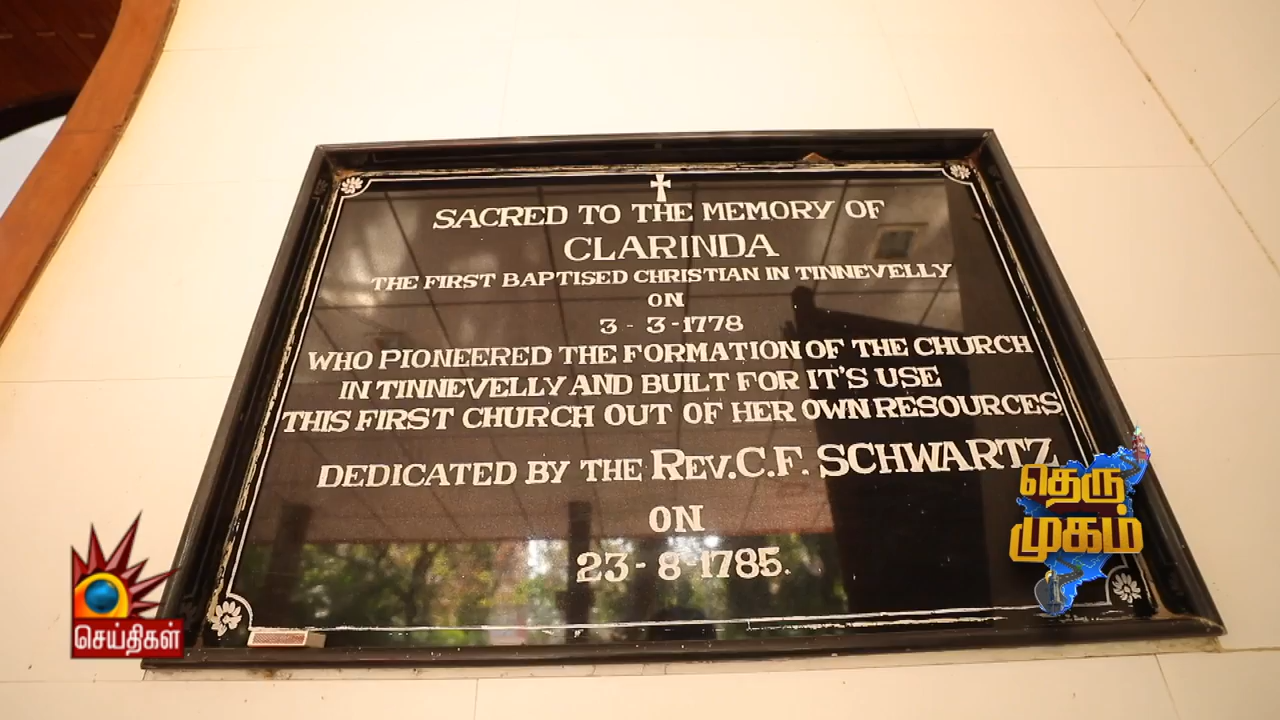 SACRED TO THE MEMORY OF
CLARINDA
THE FIRST BAPTISED CHRISTIAN IN TINNEVELLY
ON
3 - 3 -1778
WHO PIONEERED THE FORMATION OF THE CHURCH
IN TINNEVELLY AND BUILT FOR IT'S USE
THIS FIRST CHURCH OUT OF HER OWN RESOURCES
DEDICATED BY THE REV.C.F. SCHWARTZ
ON
23 - 8 -1785.
தெரு
முகம்
செய்திகள்